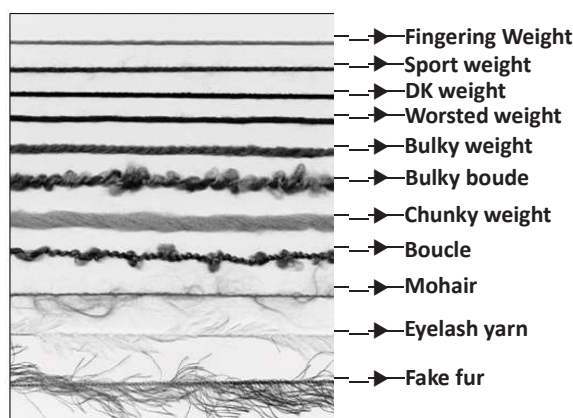 Fingering Weight
Sport weight
DK weight
Worsted weight
Bulky weight
Bulky boude
Chunky weight
Boucle
Mohair
Eyelash yarn
Fake fur